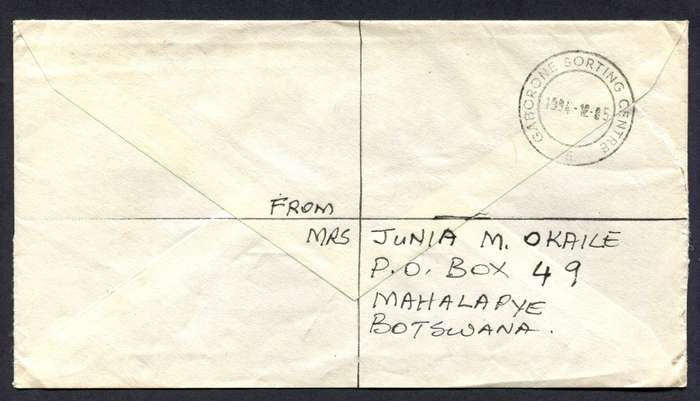 GABORONE SORTING CENTRE
1994-12-05
FROM
MRS JUNIA M. OKAILE
P.O. BOX 49
MAHALAPYE
BOTSWANA.